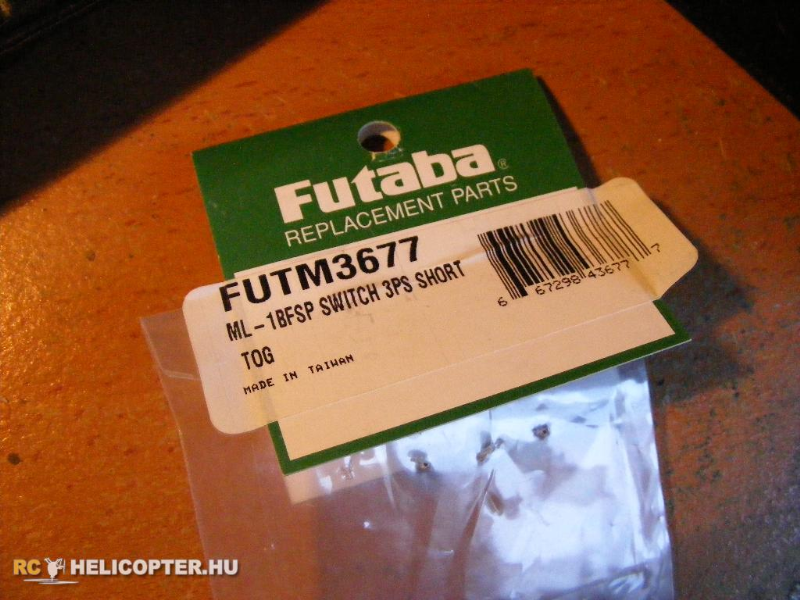 Futaba®
REPLACEMENT PARTS
FUTM3677
ML-1BFSP SWITCH 3PS SHORT
TOG
MADE IN TAIWAN
6 67298 43677 7
RC HELICOPTER.HU